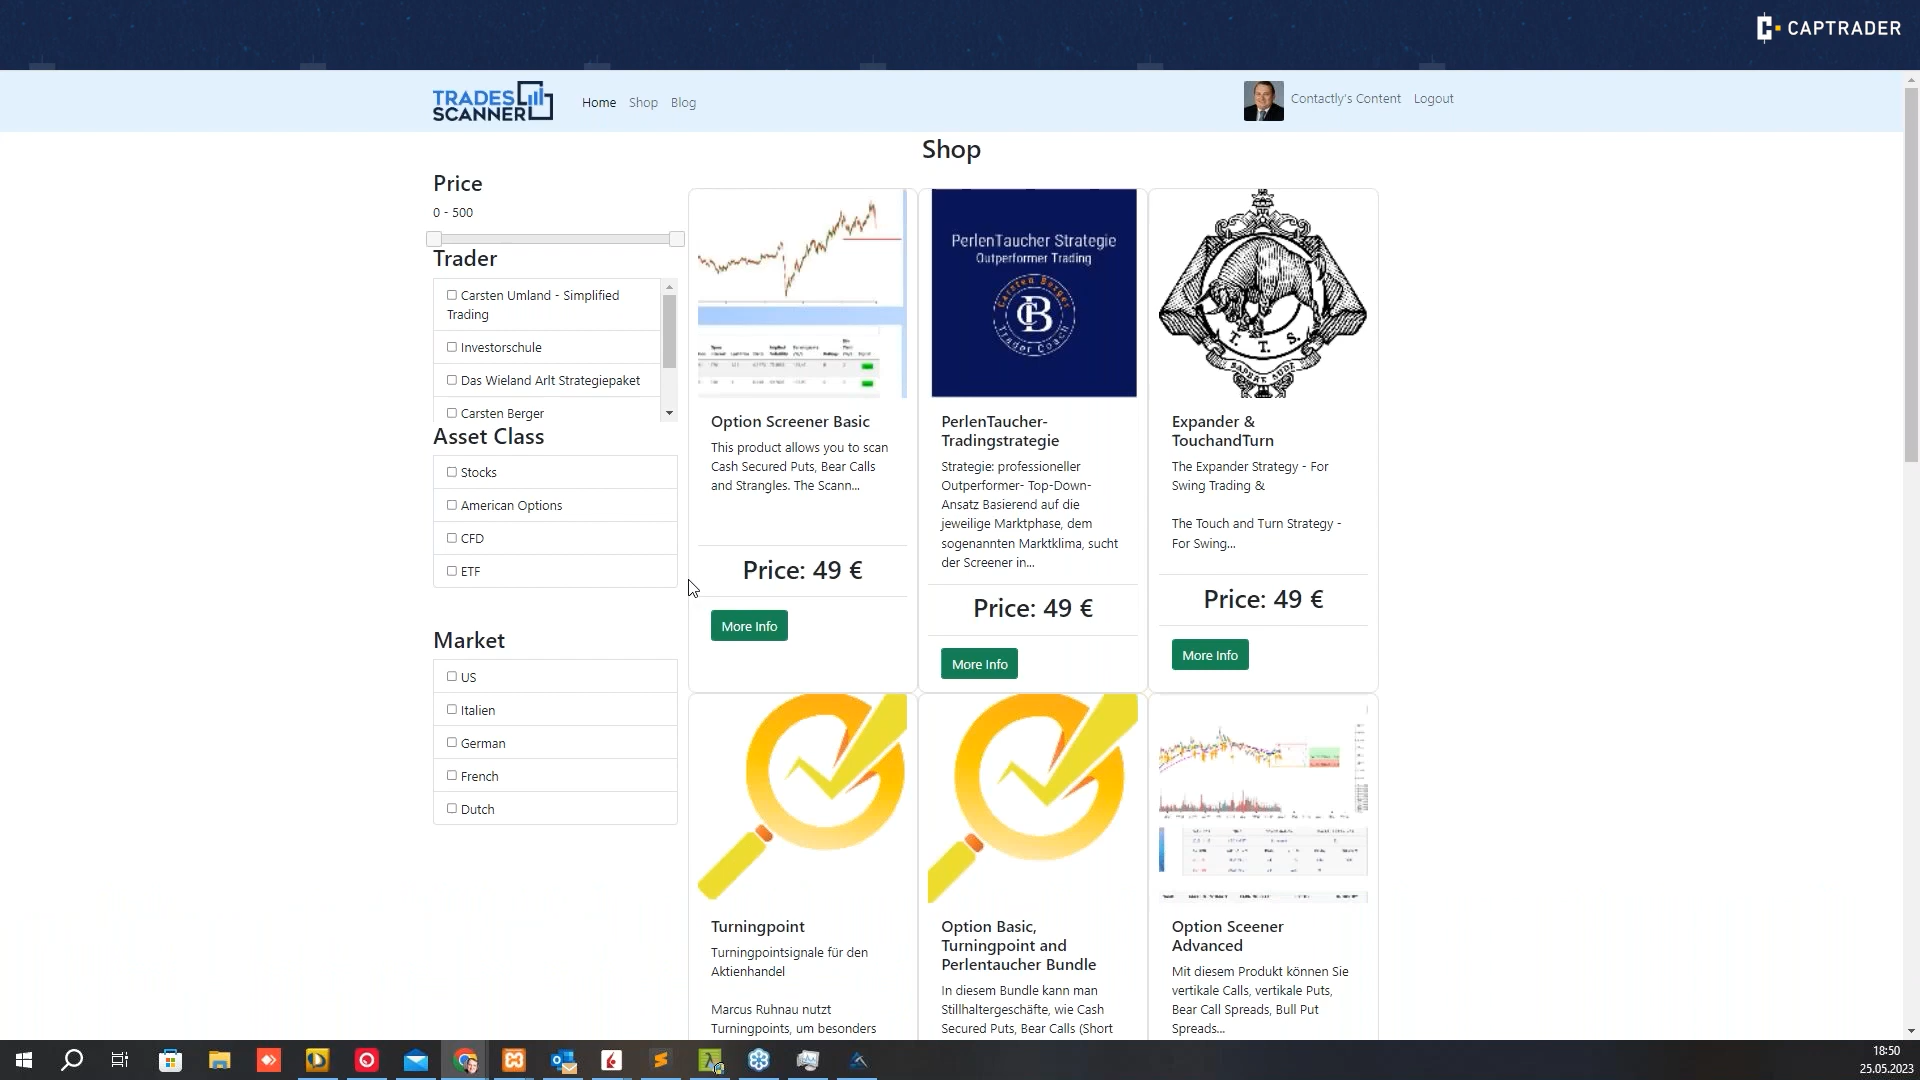 CAPTRADER
TRADES
SCANNER
Home
Shop
Blog
Contactly's Content
Logout
Shop
Price
0 - 500
Trader
Carsten Umland - Simplified
Trading
Investorschule
Das Wieland Arlt Strategiepaket
Carsten Berger
Asset Class
Stocks
American Options
CFD
ETF
Market
US
Italien
German
French
Dutch
Option Screener Basic
This product allows you to scan
Cash Secured Puts, Bear Calls
and Strangles. The Scann...
Price: 49 €
More Info
PerlenTaucher Strategie
Outperformer Trading
Carsten Berger
CB
Trader Coach
PerlenTaucher-
Tradingstrategie
Strategie: professioneller
Outperformer- Top-Down-
Ansatz Basierend auf die
jeweilige Marktphase, dem
sogenannten Marktklima, sucht
der Screener in...
Price: 49 €
More Info
T. T. S.
SAPERE AUDE
Expander &
TouchandTurn
The Expander Strategy - For
Swing Trading &
The Touch and Turn Strategy -
For Swing...
Price: 49 €
More Info
Turningpoint
Turningpointsignale für den
Aktienhandel
Marcus Ruhnau nutzt
Turningpoints, um besonders
Option Basic,
Turningpoint and
Perlentaucher Bundle
In diesem Bundle kann man
Stillhaltergeschäfte, wie Cash
Secured Puts, Bear Calls (Short
Option Sceener
Advanced
Mit diesem Produkt können Sie
vertikale Calls, vertikale Puts,
Bear Call Spreads, Bull Put
Spreads...
18:50
25.05.2023